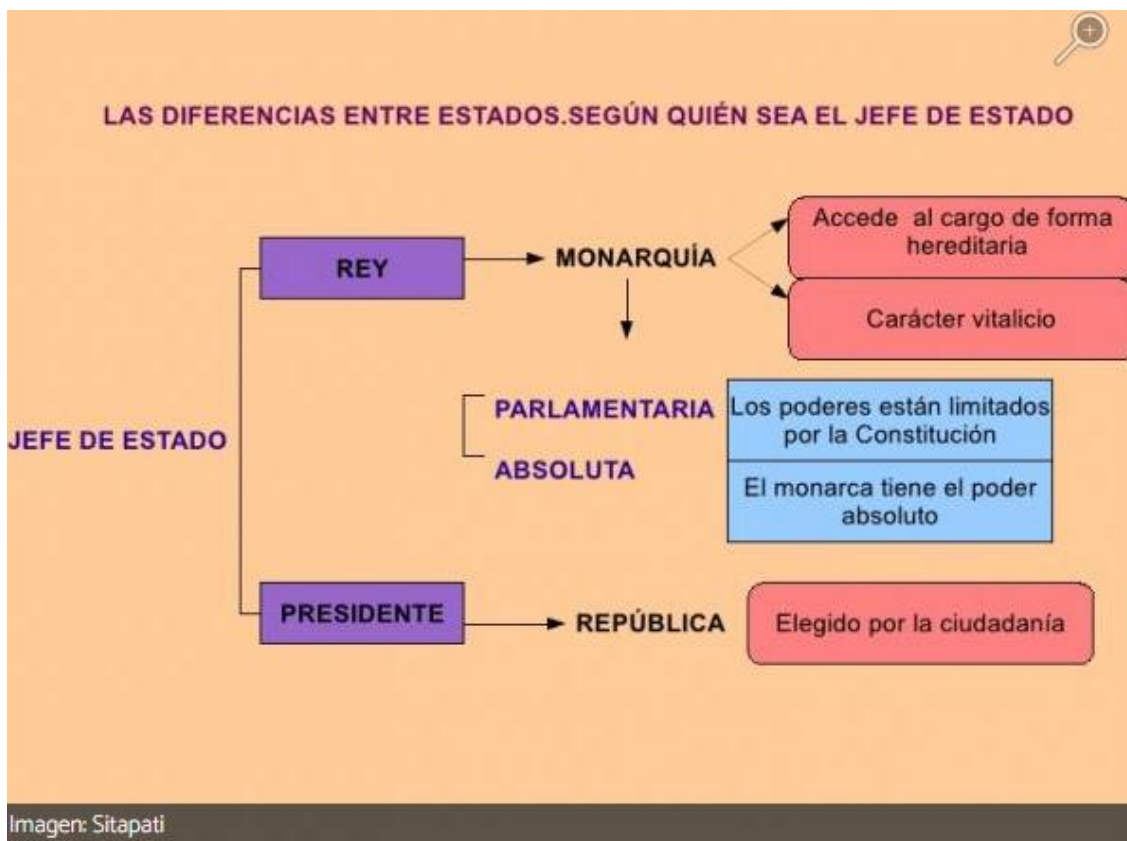 LAS DIFERENCIAS ENTRE ESTADOS.SEGÚN QUIÉN SEA EL JEFE DE ESTADO
JEFE DE ESTADO
REY
MONARQUÍA
Accede al cargo de forma
hereditaria
Carácter vitalicio
PARLAMENTARIA
Los poderes están limitados
por la Constitución
ABSOLUTA
El monarca tiene el poder
absoluto
PRESIDENTE
REPÚBLICA
Elegido por la ciudadanía
Imagen: Sitapati